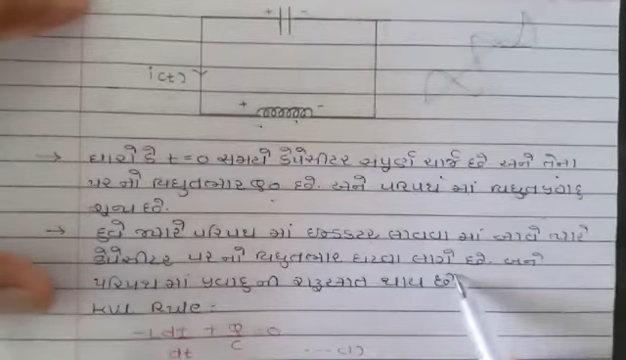 + -
i(t)
+ -
→ ધારો કે t=0 સમયે કેપેસીટર સંપુર્ણ ચાર્જ છે અને તેના
પર નો વિદ્યુતભાર q0 છે. અને પરિપથ માં વિદ્યુતપ્રવાહ
શુન્ય છે.
→ હવે જ્યારે પરિપથ માં ઇન્ડક્ટર લાવવા માં આવે ત્યારે
કેપેસીટર પર નો વિદ્યુતભાર ઘટવા લાગે છે. અને
પરિપથ માં પ્રવાહ ની શરૂઆત થાય છે
KVL Rule:
-LdI/dt + q/C = 0
---(1)